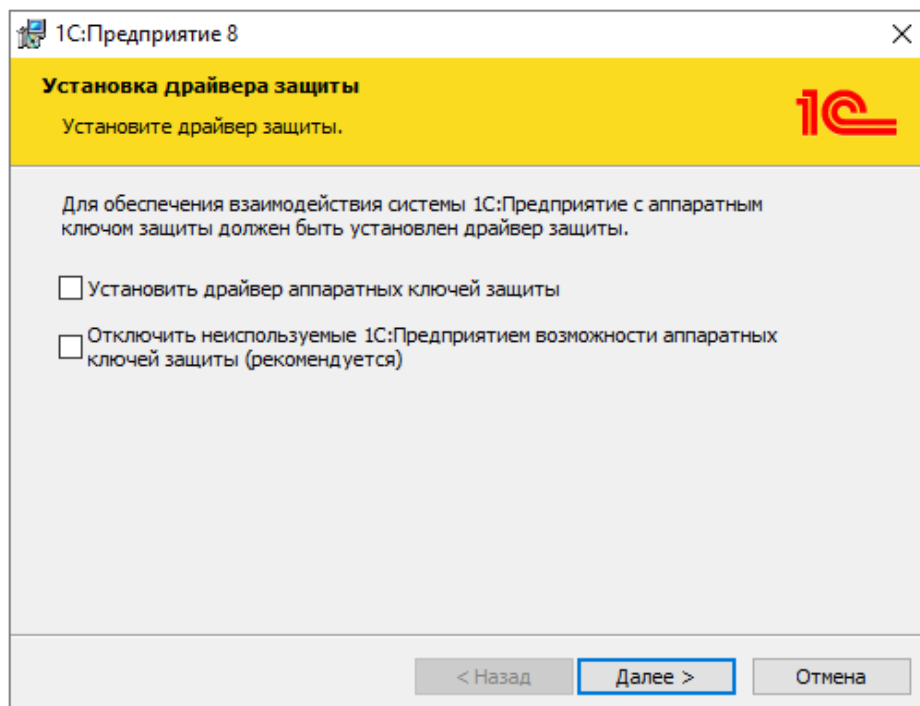 1С:Предприятие 8
Установка драйвера защиты
Установите драйвер защиты.
1С
Для обеспечения взаимодействия системы 1С:Предприятие с аппаратным
ключом защиты должен быть установлен драйвер защиты.
Установить драйвер аппаратных ключей защиты
Отключить неиспользуемые 1С:Предприятием возможности аппаратных
ключей защиты (рекомендуется)
< Назад
Далее >
Отмена